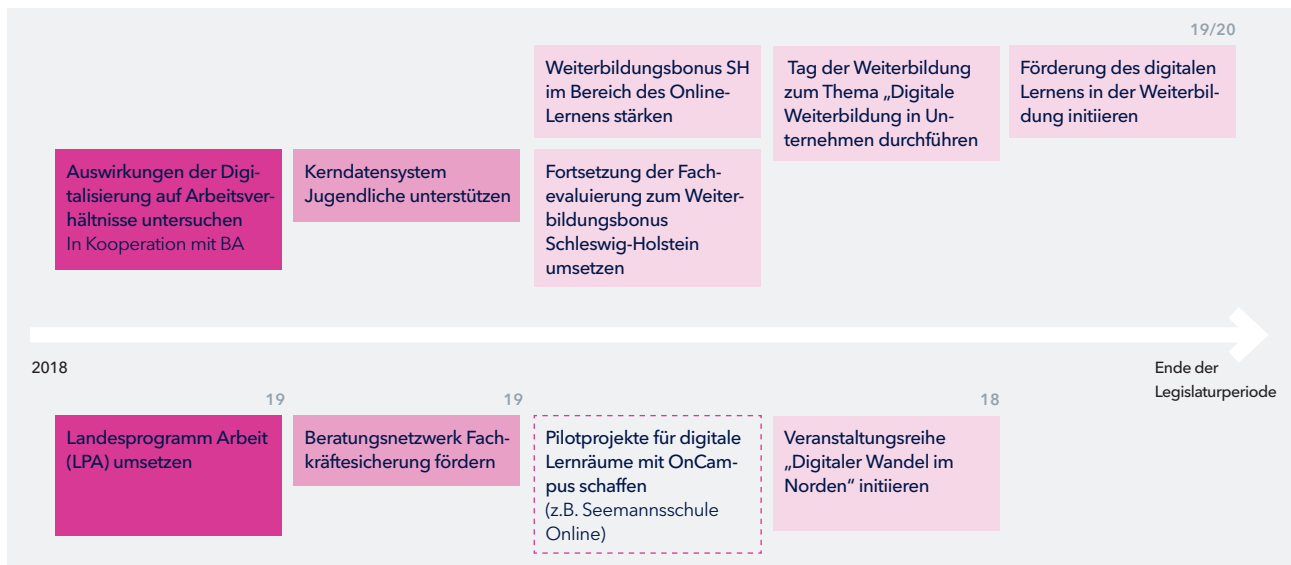 19/20
Weiterbildungsbonus SH
im Bereich des Online-
Lernens stärken
Tag der Weiterbildung
zum Thema „Digitale
Weiterbildung in Un-
ternehmen durchführen
Förderung des digitalen
Lernens in der Weiterbil-
dung initiieren
Auswirkungen der Digi-
talisierung auf Arbeitsver-
hältnisse untersuchen
In Kooperation mit BA
Kerndatensystem
Jugendliche unterstützen
Fortsetzung der Fach-
evaluierung zum Weiter-
bildungsbonus
Schleswig-Holstein
umsetzen
2018
Ende der
Legislaturperiode
19
Landesprogramm Arbeit
(LPA) umsetzen
19
Beratungsnetzwerk Fach-
kräftesicherung fördern
Pilotprojekte für digitale
Lernräume mit OnCam-
pus schaffen
(z.B. Seemannsschule
Online)
18
Veranstaltungsreihe
„Digitaler Wandel im
Norden“ initiieren